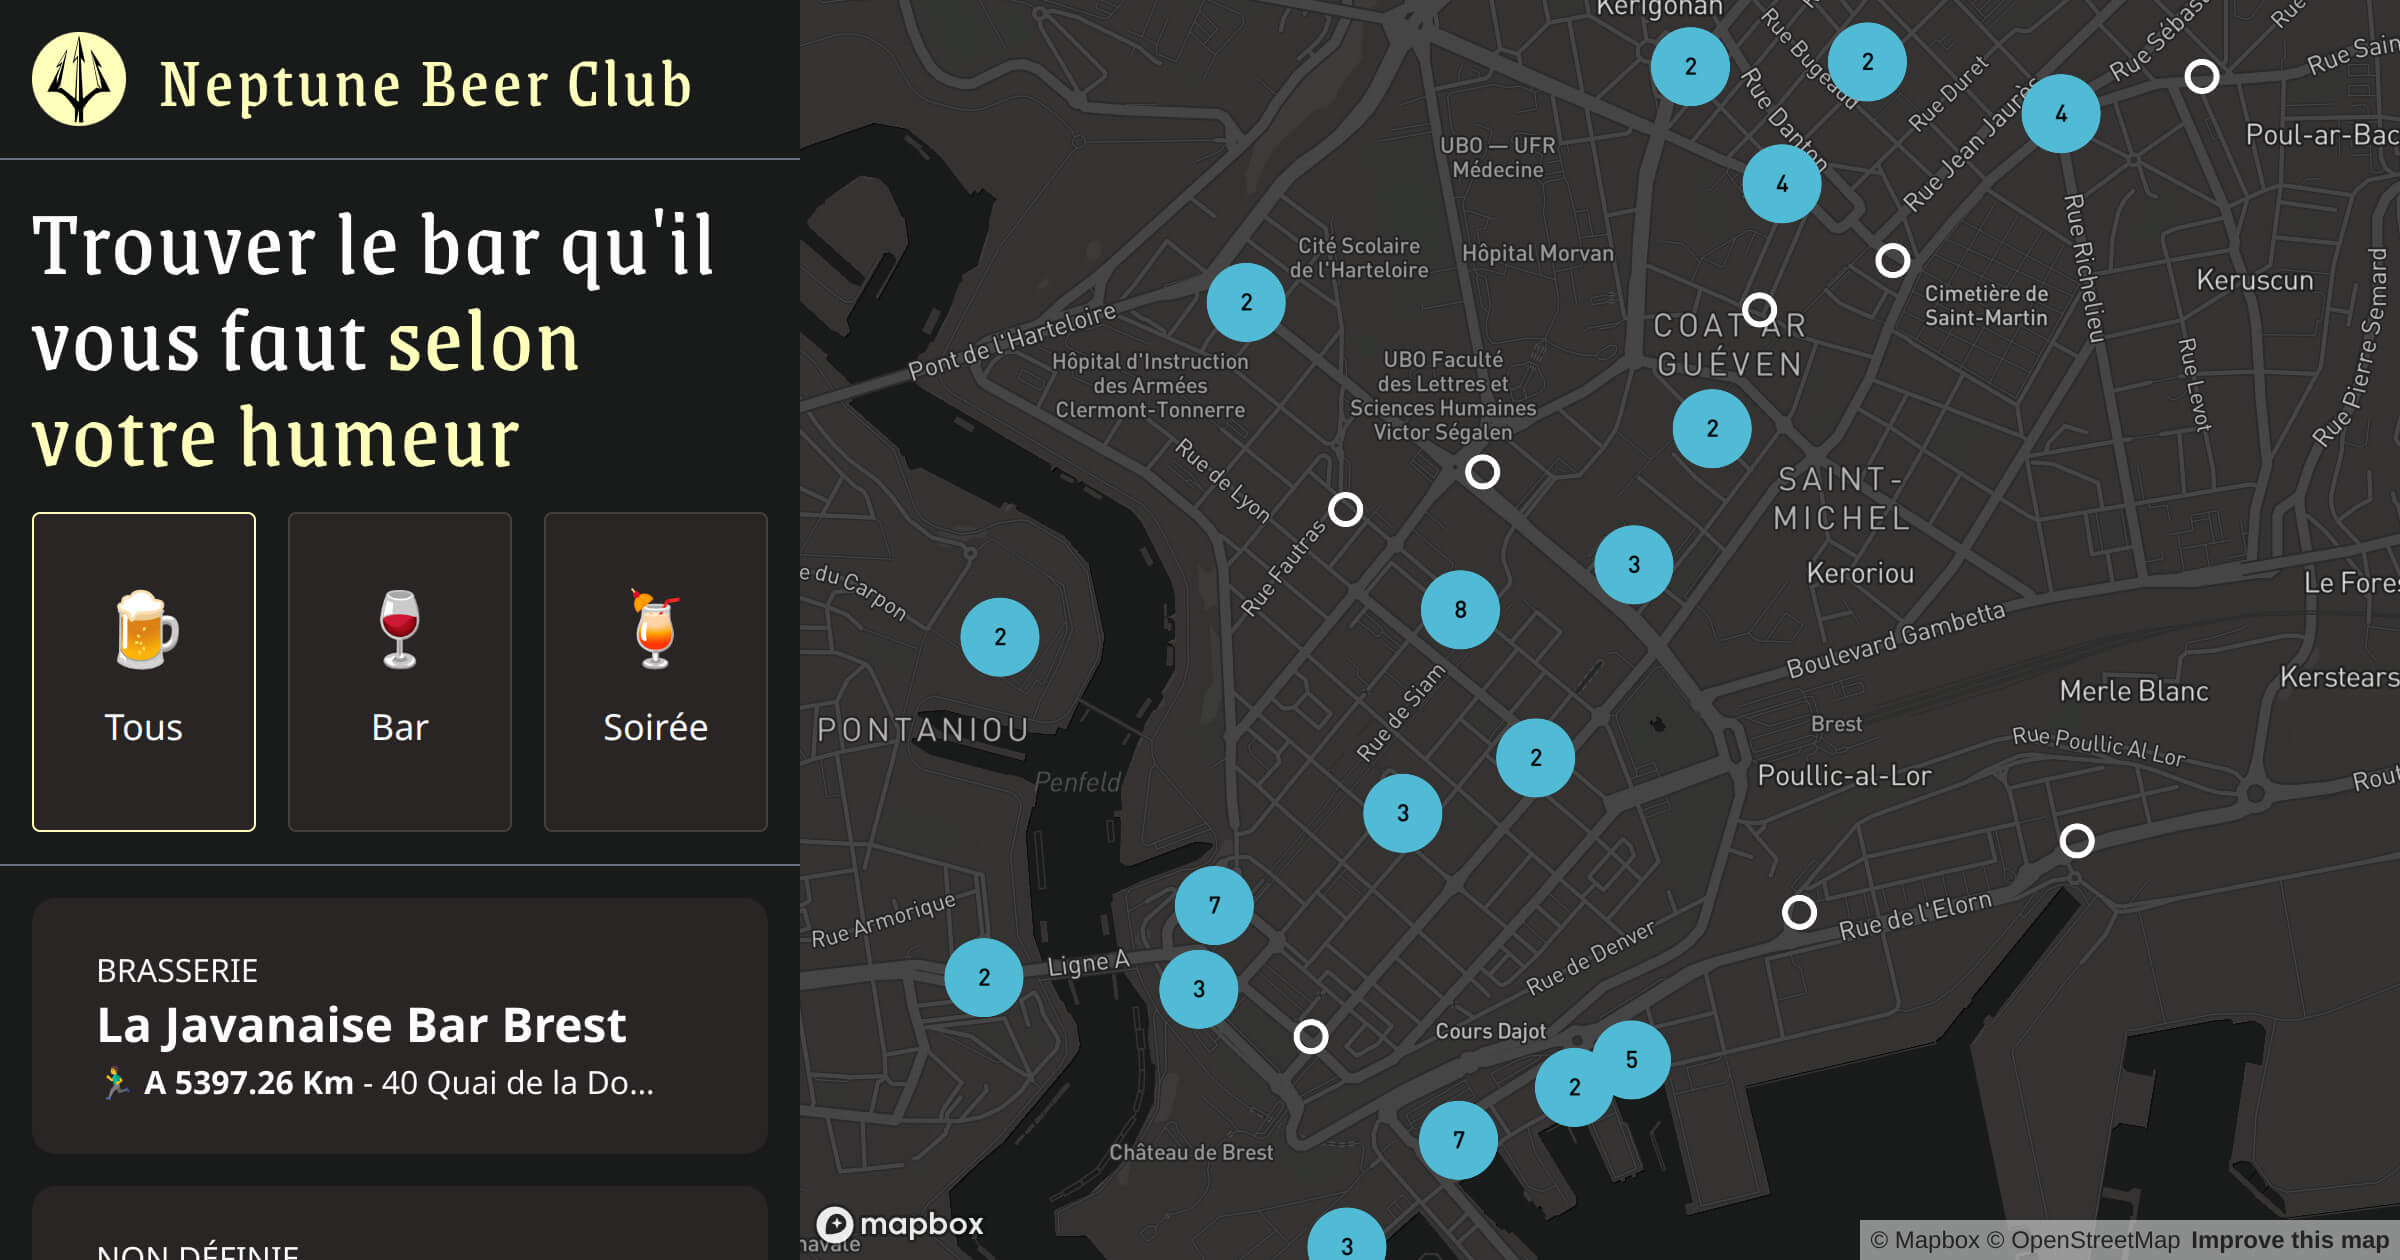 Neptune Beer Club
Trouver le bar qu'il
vous faut selon
votre humeur
Tous
Bar
Soirée
BRASSERIE
La Javanaise Bar Brest
A 5397.26 Km - 40 Quai de la Do...
NON DÉFINIE
Kerigonan
2
2
Rue Bugeaud
Rue Danton
Rue Duret
Rue Jean Jaurès
4
Rue Sébast
Rue
Rue Sain
Poul-ar-Bac
UBO — UFR
Médecine
4
Rue Richelieu
Cité Scolaire
de l'Harteloire
Hôpital Morvan
2
Pont de l'Harteloire
Cimetière de
Saint-Martin
Keruscun
COAT AR
GUÉVEN
Rue Levot
Rue Pierre Semard
Hôpital d'Instruction
des Armées
Clermont-Tonnerre
UBO Faculté
des Lettres et
Sciences Humaines
Victor Ségalen
2
Rue de Lyon
Rue Fautras
SAINT-
MICHEL
Keroriou
3
8
e du Carpon
2
Le Fores
Boulevard Gambetta
Rue de Siam
Merle Blanc
Kerstears
PONTANIOU
Penfeld
Brest
Rue Poullic Al Lor
2
Poullic-al-Lor
Rout
3
7
Rue Armorique
Ligne A
2
3
Rue de Denver
Rue de l'Elorn
Cours Dajot
5
2
7
Château de Brest
3
mapbox
navale
© Mapbox © OpenStreetMap Improve this map